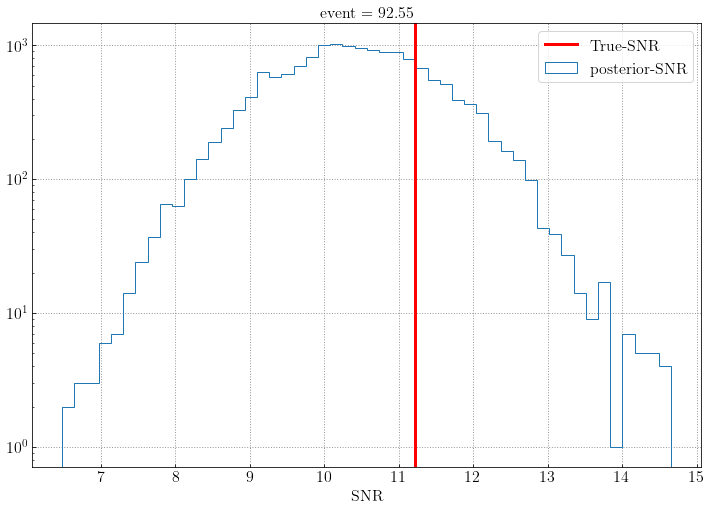 event = 92.55
True-SNR
posterior-SNR
10³
10²
10¹
10⁰
7 8 9 10 11 12 13 14 15
SNR